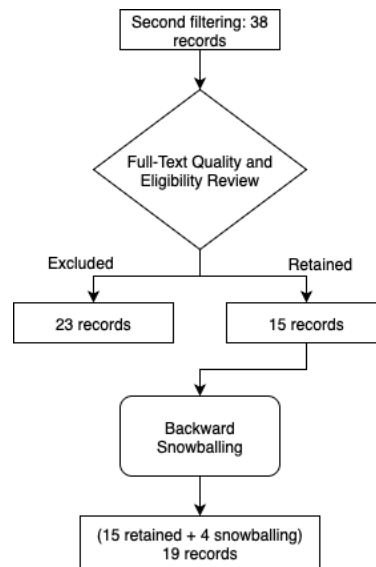 Second filtering: 38
records
Full-Text Quality and
Eligibility Review
Excluded
Retained
23 records
15 records
Backward
Snowballing
(15 retained + 4 snowballing)
19 records